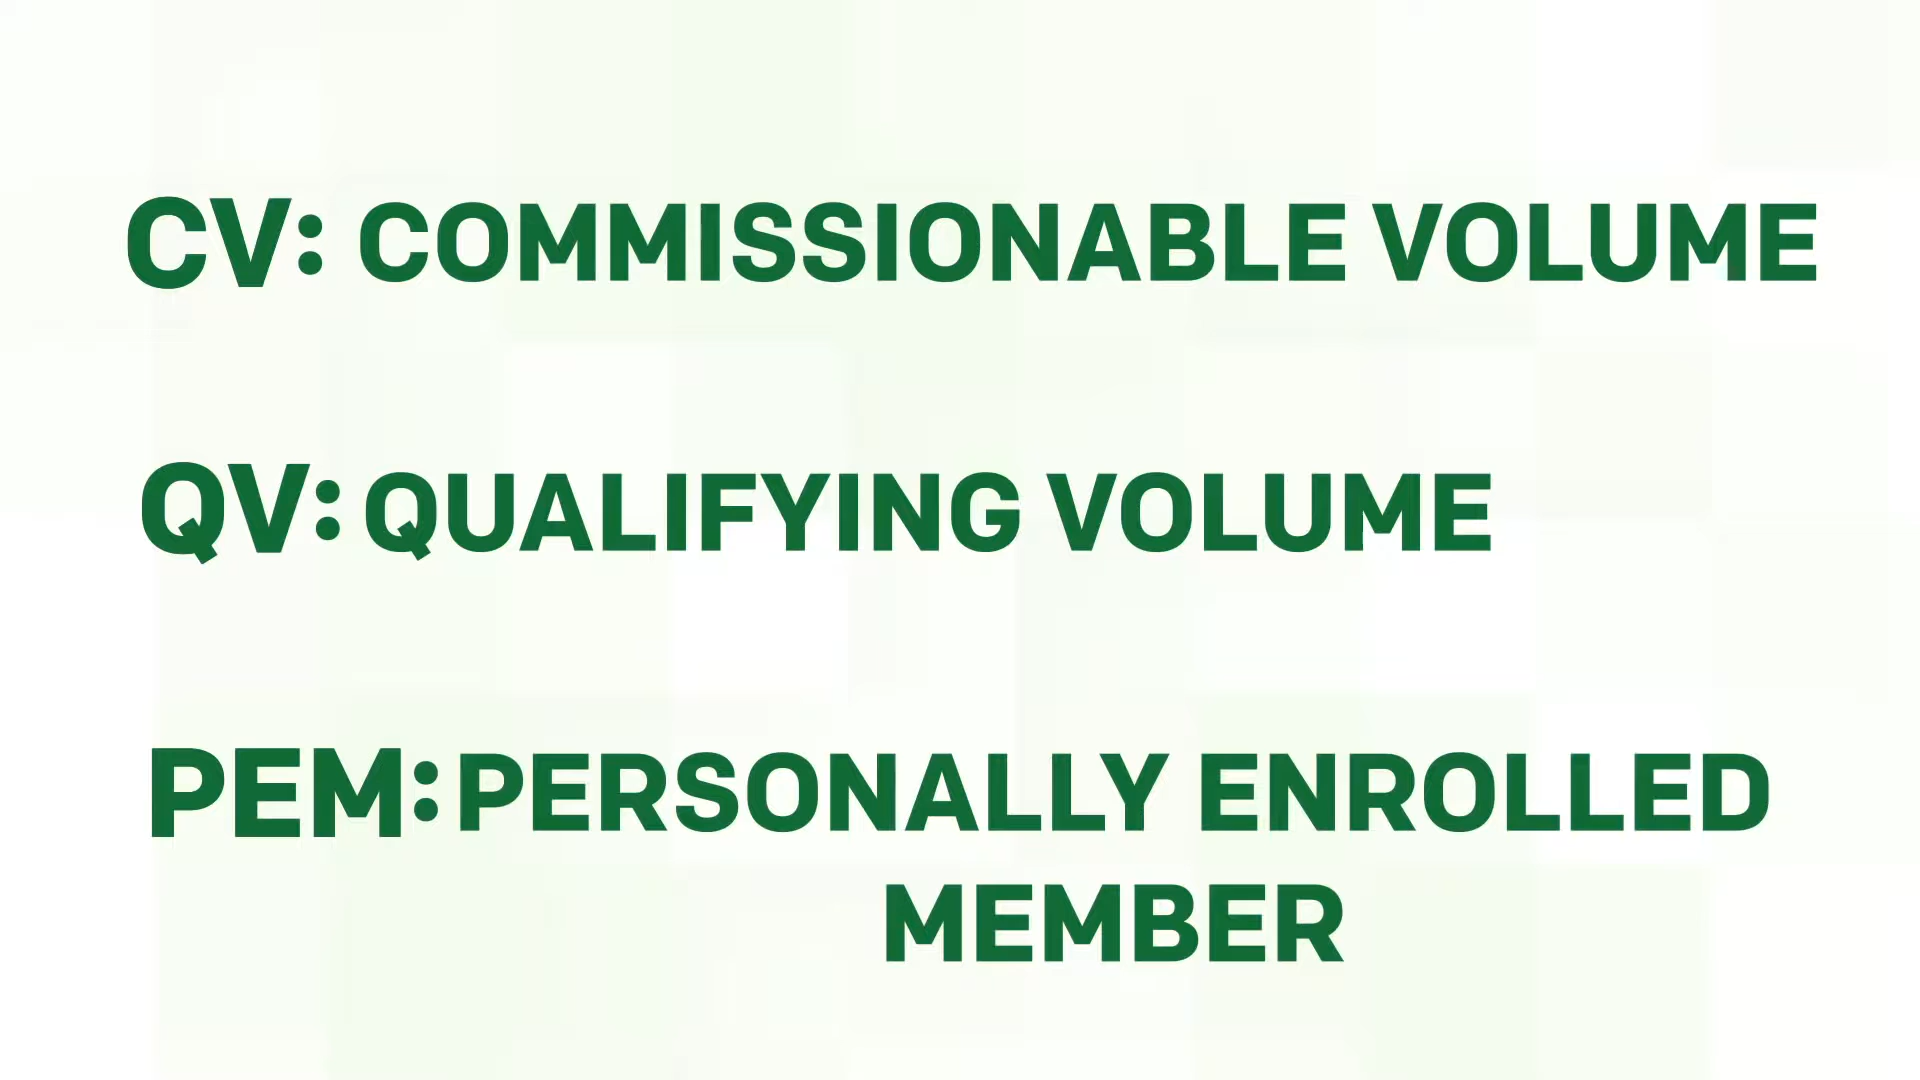 CV: COMMISSIONABLE VOLUME
QV: QUALIFYING VOLUME
PEM: PERSONALLY ENROLLED
MEMBER